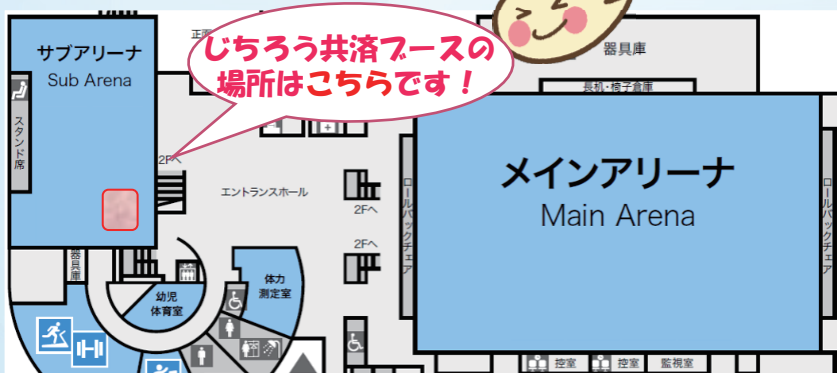 サブアリーナ
Sub Arena
スタンド席
正面
じちろう共済ブースの
場所はこちらです！
器具庫
長机・椅子倉庫
2Fへ
エントランスホール
2Fへ
2Fへ
ロールバックチェア
メインアリーナ
Main Arena
ロールバックチェア
器具庫
幼児
体育室
体力
測定室
控室
控室
監視室